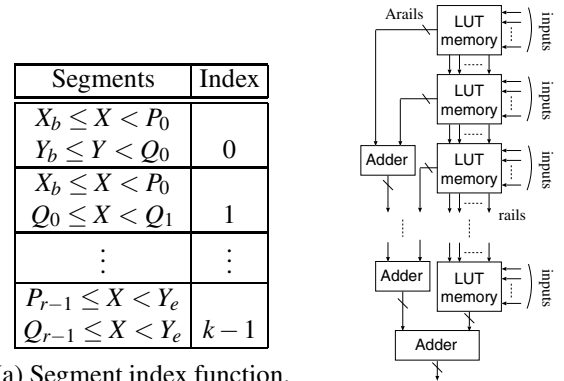 Segments Index
X_b ≤ X < P_0
Y_b ≤ Y < Q_0 0
X_b ≤ X < P_0
Q_0 ≤ X < Q_1 1
⋮ ⋮
P_{r−1} ≤ X < Y_e
Q_{r−1} ≤ X < Y_e k−1
(a) Segment index function.
Arails
LUT
memory
inputs
LUT
memory
inputs
Adder
LUT
memory
inputs
rails
Adder
LUT
memory
inputs
Adder